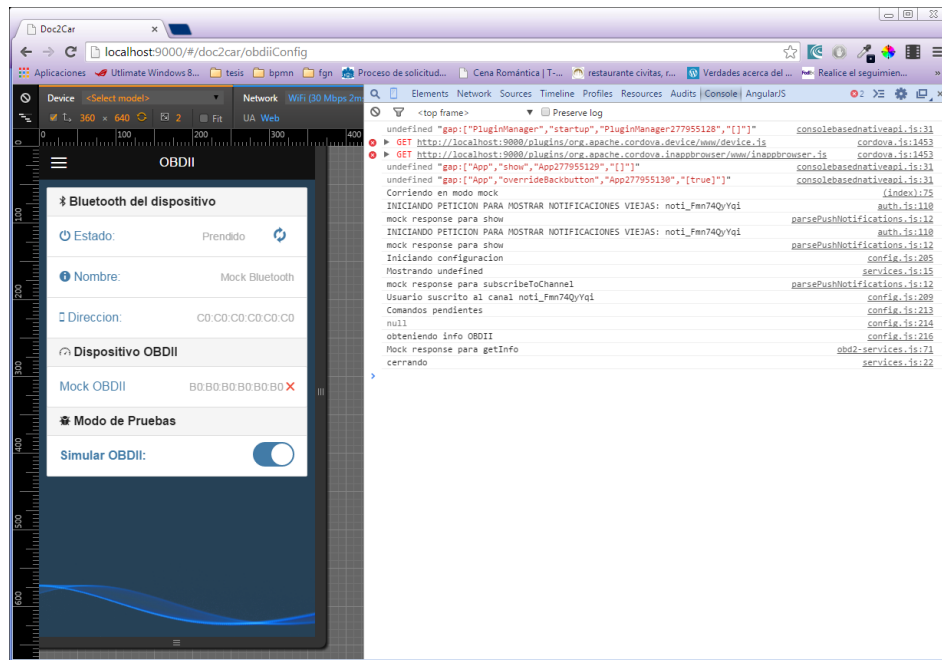 Doc2Car
localhost:9000/#/doc2car/obdiiConfig
Aplicaciones Utlimate Windows 8... tesis bpmn fgn Proceso de solicitud... Cena Romántica | T-... restaurante civitas, r... Verdades acerca del ... Realice el seguimien... »
Device <Select model> Network WiFi (30 Mbps 2ms
360 × 640 2 Fit UA Web
0 100 200 300 400
100
200
300
400
500
600
OBDII
Bluetooth del dispositivo
Estado: Prendido
Nombre: Mock Bluetooth
Direccion: C0:C0:C0:C0:C0:C0
Dispositivo OBDII
Mock OBDII B0:B0:B0:B0:B0:B0
Modo de Pruebas
Simular OBDII:
Elements Network Sources Timeline Profiles Resources Audits Console AngularJS 2
<top frame> Preserve log
undefined "gap:["PluginManager","startup","PluginManager277955128","[]"]" consolebasednativeapi.js:31
GET http://localhost:9000/plugins/org.apache.cordova.device/www/device.js cordova.js:1453
GET http://localhost:9000/plugins/org.apache.cordova.inappbrowser/www/inappbrowser.js cordova.js:1453
undefined "gap:["App","show","App277955129","[]"]" consolebasednativeapi.js:31
undefined "gap:["App","overrideBackbutton","App277955130","[true]"]" consolebasednativeapi.js:31
Corriendo en modo mock (index):75
INICIANDO PETICION PARA MOSTRAR NOTIFICACIONES VIEJAS: noti_Fmn74QyYqi auth.js:110
mock response para show parsePushNotifications.js:12
INICIANDO PETICION PARA MOSTRAR NOTIFICACIONES VIEJAS: noti_Fmn74QyYqi auth.js:110
mock response para show parsePushNotifications.js:12
Iniciando configuracion config.js:205
Mostrando undefined services.js:15
mock response para subscribeToChannel parsePushNotifications.js:12
Usuario suscrito al canal noti_Fmn74QyYqi config.js:209
Comandos pendientes config.js:213
null config.js:214
obteniendo info OBDII config.js:216
Mock response para getInfo obd2-services.js:71
cerrando services.js:22